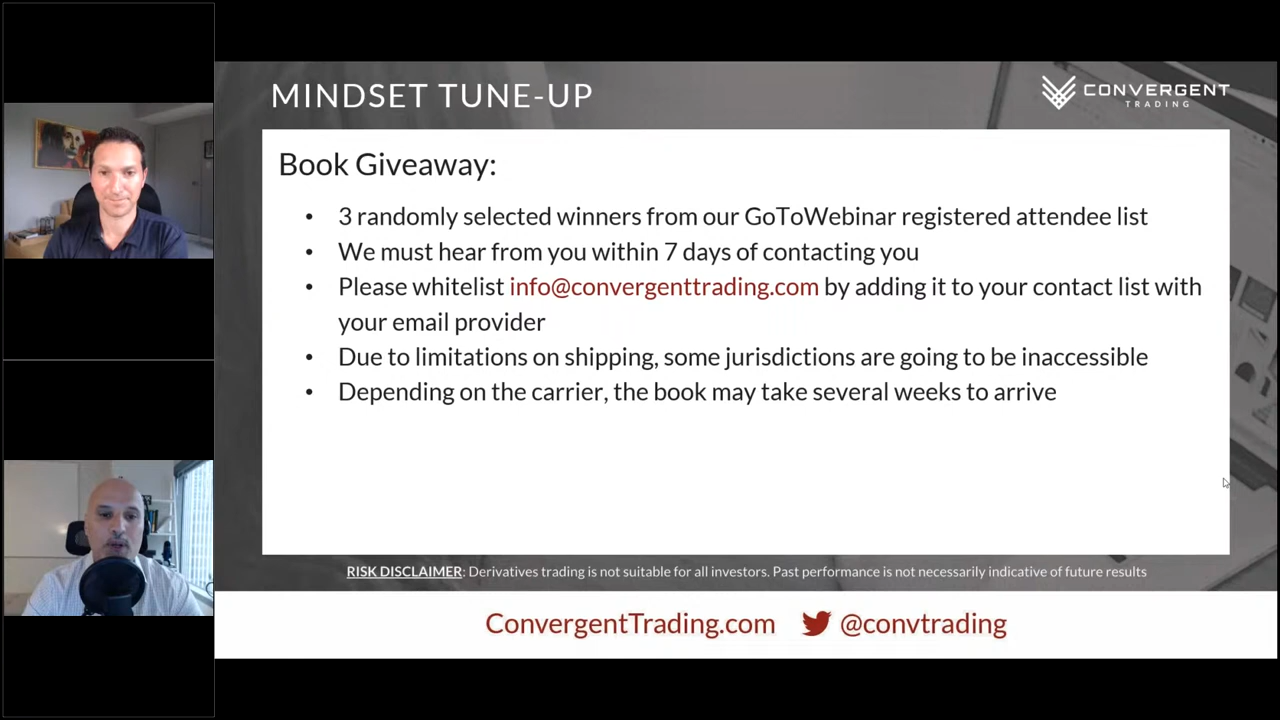 MINDSET TUNE-UP
CONVERGENT
TRADING
Book Giveaway:
• 3 randomly selected winners from our GoToWebinar registered attendee list
• We must hear from you within 7 days of contacting you
• Please whitelist info@convergenttrading.com by adding it to your contact list with
your email provider
• Due to limitations on shipping, some jurisdictions are going to be inaccessible
• Depending on the carrier, the book may take several weeks to arrive
RISK DISCLAIMER: Derivatives trading is not suitable for all investors. Past performance is not necessarily indicative of future results
ConvergentTrading.com @convtrading